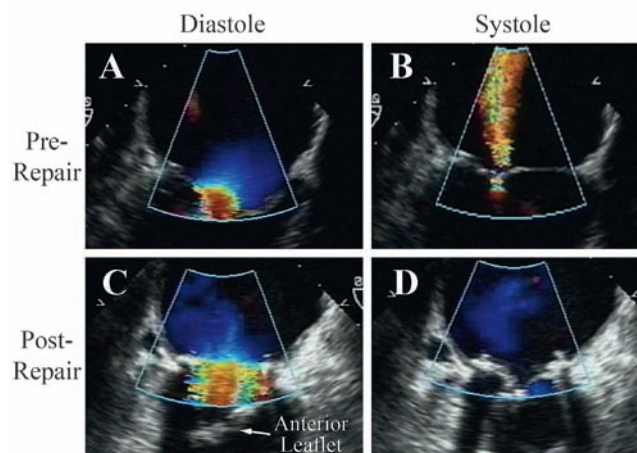 Diastole
Systole
A
B
Pre-
Repair
C
D
Post-
Repair
Anterior
Leaflet